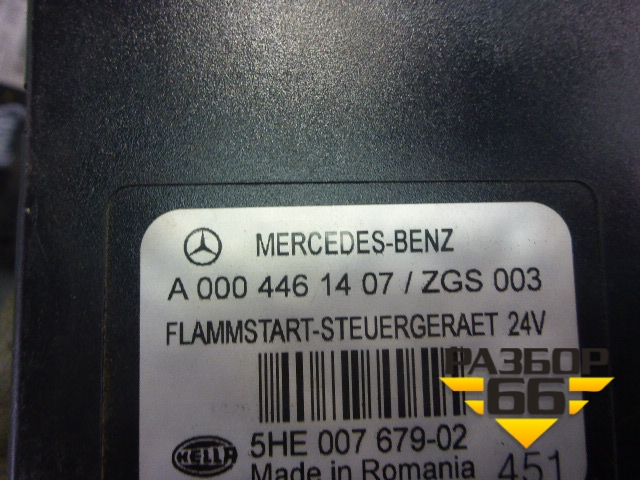 MERCEDES-BENZ
A 000 446 14 07 / ZGS 003
FLAMMSTART-STEUERGERAET 24V
РАЗБОР
66
HELLA
5HE 007 679-02
Made in Romania 451